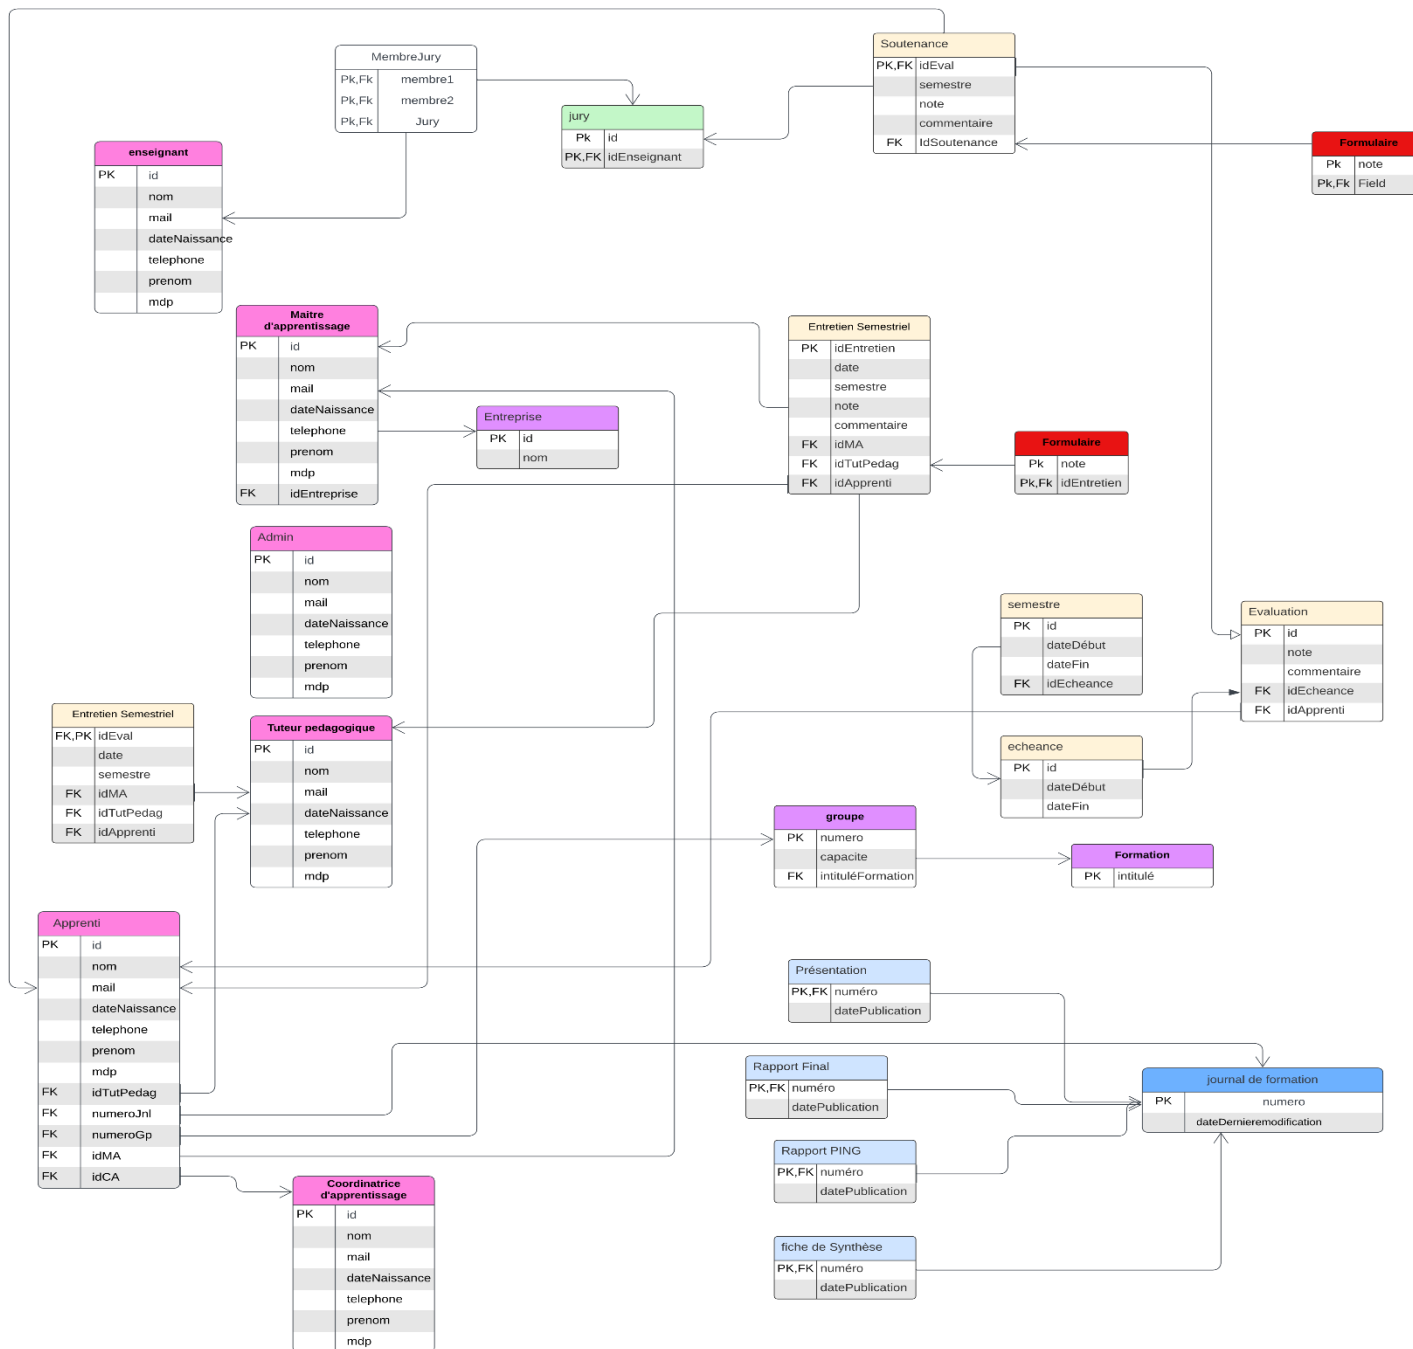 MembreJury
Pk,Fk membre1
Pk,Fk membre2
Pk,Fk Jury
Soutenance
PK,FK idEval
semestre
note
commentaire
FK IdSoutenance
jury
Pk id
PK,FK idEnseignant
Formulaire
Pk note
Pk,Fk Field
enseignant
PK id
nom
mail
dateNaissance
telephone
prenom
mdp
Maitre
d'apprentissage
PK id
nom
mail
dateNaissance
telephone
prenom
mdp
FK idEntreprise
Entreprise
PK id
nom
Entretien Semestriel
PK idEntretien
date
semestre
note
commentaire
FK idMA
FK idTutPedag
FK idApprenti
Formulaire
Pk note
Pk,Fk idEntretien
Admin
PK id
nom
mail
dateNaissance
telephone
prenom
mdp
semestre
PK id
dateDébut
dateFin
FK idEcheance
Evaluation
PK id
note
commentaire
FK idEcheance
FK idApprenti
Entretien Semestriel
FK,PK idEval
date
semestre
FK idMA
FK idTutPedag
FK idApprenti
Tuteur pedagogique
PK id
nom
mail
dateNaissance
telephone
prenom
mdp
echeance
PK id
dateDébut
dateFin
groupe
PK numero
capacite
FK intituléFormation
Formation
PK intitulé
Apprenti
PK id
nom
mail
dateNaissance
telephone
prenom
mdp
FK idTutPedag
FK numeroJnl
FK numeroGp
FK idMA
FK idCA
Présentation
PK,FK numéro
datePublication
Rapport Final
PK,FK numéro
datePublication
journal de formation
PK numero
dateDernieremodification
Rapport PING
PK,FK numéro
datePublication
Coordinatrice
d'apprentissage
PK id
nom
mail
dateNaissance
telephone
prenom
mdp
fiche de Synthèse
PK,FK numéro
datePublication